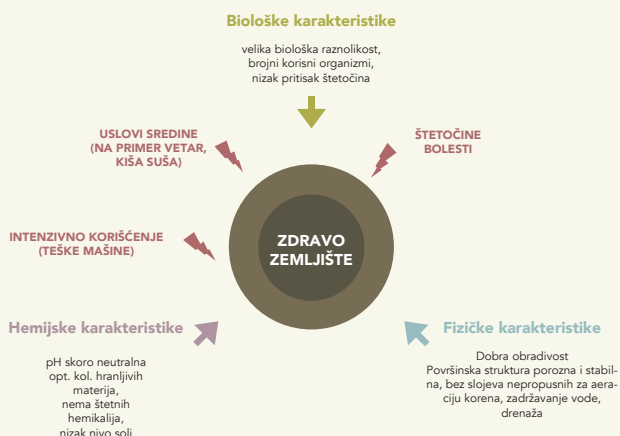 Biološke karakteristike
velika biološka raznolikost,
brojni korisni organizmi,
nizak pritisak štetočina
USLOVI SREDINE
(NA PRIMER VETAR,
KIŠA SUŠA)
ŠTETOČINE
BOLESTI
INTENZIVNO KORIŠĆENJE
(TEŠKE MAŠINE)
ZDRAVO
ZEMLJIŠTE
Hemijske karakteristike
pH skoro neutralna
opt. kol. hranljivih
materija,
nema štetnih
hemikalija,
nizak nivo soli
Fizičke karakteristike
Dobra obradivost
Površinska struktura porozna i stabil-
na, bez slojeva nepropusnih za aera-
ciju korena, zadržavanje vode,
drenaža